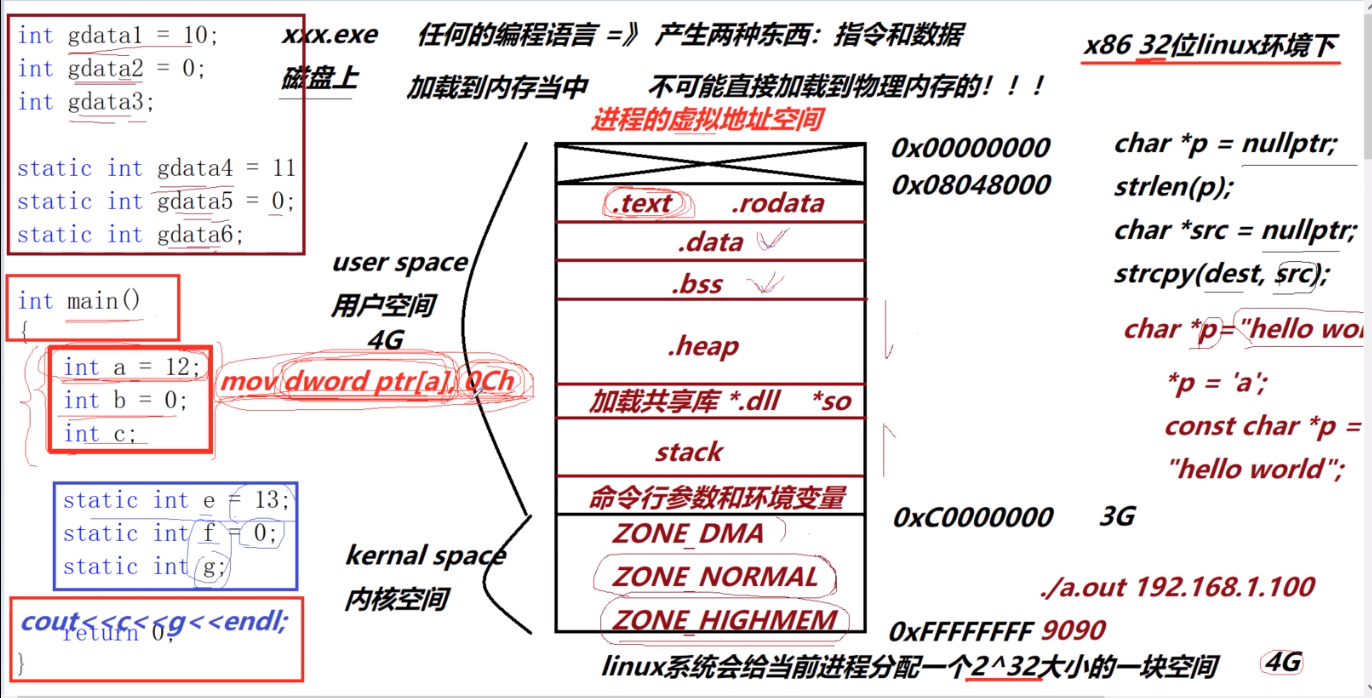 int gdata1 = 10;
int gdata2 = 0;
int gdata3;
static int gdata4 = 11
static int gdata5 = 0;
static int gdata6;
int main()
{
int a = 12;
int b = 0;
int c;
mov dword ptr[a], 0Ch
static int e = 13;
static int f = 0;
static int g;
cout<<c<<g<<endl;
return 0;
}
xxx.exe
磁盘上
任何的编程语言 =》 产生两种东西：指令和数据
加载到内存当中 不可能直接加载到物理内存的！！！
x86 32位linux环境下
进程的虚拟地址空间
user space
用户空间
4G
kernal space
内核空间
.text .rodata
.data
.bss
.heap
加载共享库 *.dll *so
stack
命令行参数和环境变量
ZONE_DMA
ZONE_NORMAL
ZONE_HIGHMEM
0x00000000
0x08048000
0xC0000000 3G
0xFFFFFFFF
char *p = nullptr;
strlen(p);
char *src = nullptr;
strcpy(dest, src);
char *p="hello wo
*p = 'a';
const char *p =
"hello world";
./a.out 192.168.1.100
9090
linux系统会给当前进程分配一个2^32大小的一块空间 4G